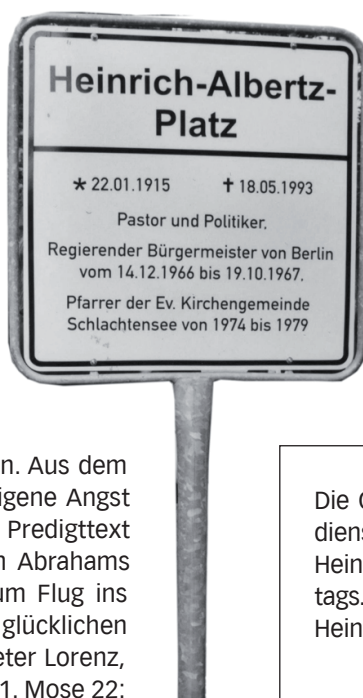 Heinrich-Albertz-
Platz
* 22.01.1915 † 18.05.1993
Pastor und Politiker.
Regierender Bürgermeister von Berlin
vom 14.12.1966 bis 19.10.1967.
Pfarrer der Ev. Kirchengemeinde
Schlachtensee von 1974 bis 1979
n. Aus dem
igene Angst
Predigttext
Abrahams
um Flug ins
glücklichen
eter Lorenz,
1. Mose 22:
Die
diens
Hein
tags.
Hein